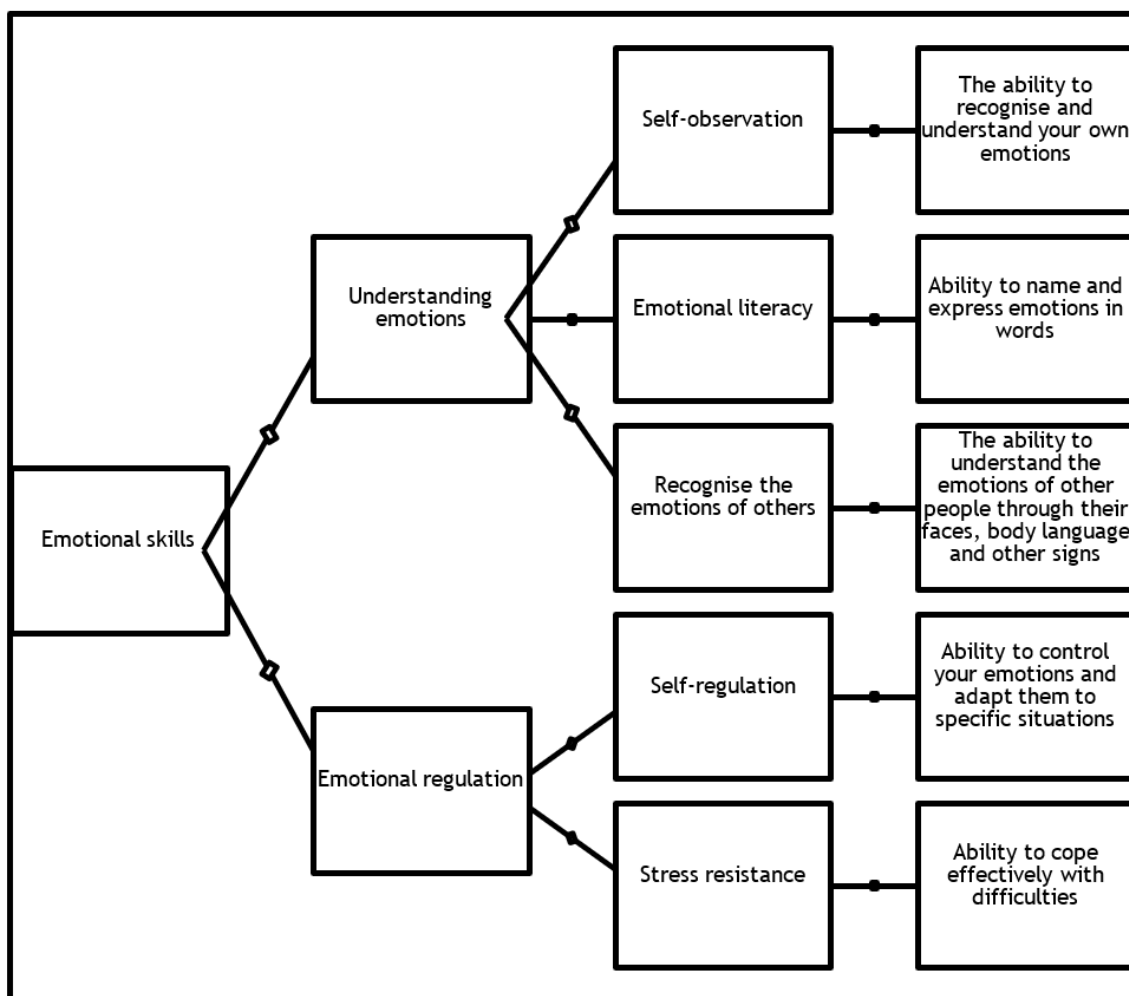 Emotional skills
Understanding
emotions
Self-observation
The ability to
recognise and
understand your own
emotions
Emotional literacy
Ability to name and
express emotions in
words
Recognise the
emotions of others
The ability to
understand the
emotions of other
people through their
faces, body language
and other signs
Emotional regulation
Self-regulation
Ability to control
your emotions and
adapt them to
specific situations
Stress resistance
Ability to cope
effectively with
difficulties